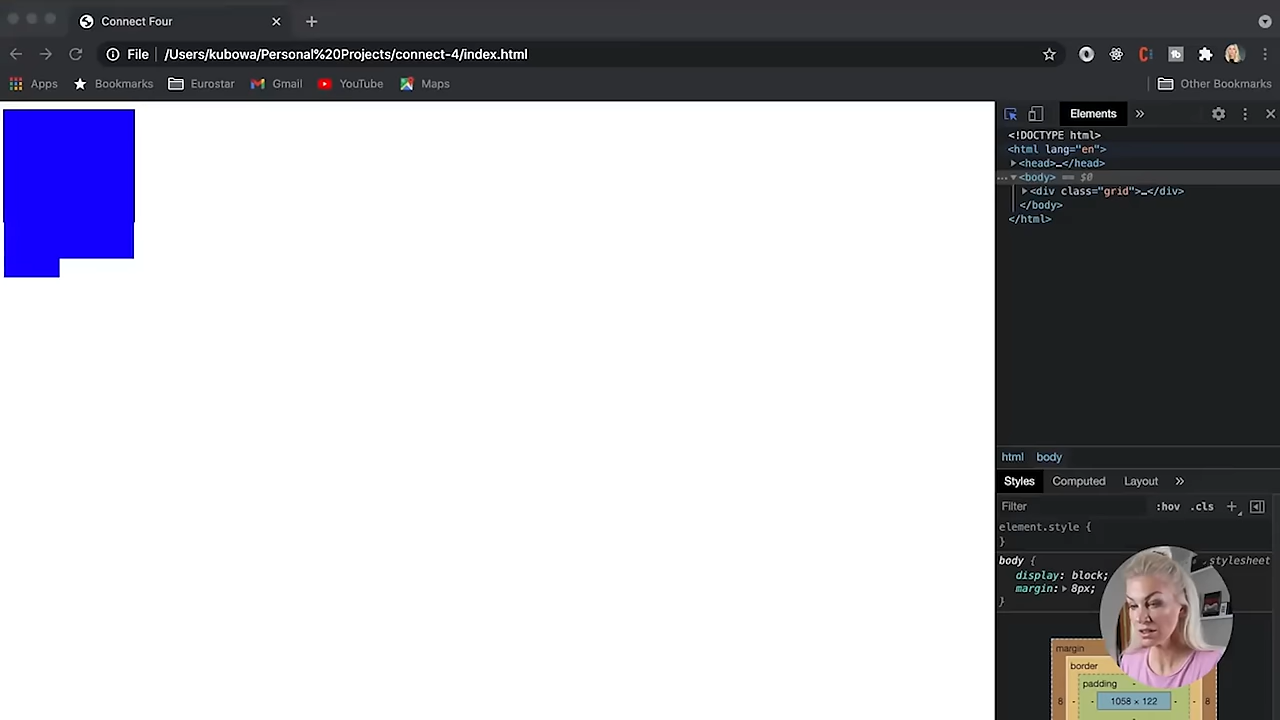 Connect Four
File /Users/kubowa/Personal%20Projects/connect-4/index.html
Apps Bookmarks Eurostar Gmail YouTube Maps Other Bookmarks
Elements
<!DOCTYPE html>
<html lang="en">
<head>…</head>
<body> == $0
<div class="grid">…</div>
</body>
</html>
html body
Styles Computed Layout
Filter :hov .cls
element.style {
}
body { stylesheet
display: block;
margin: 8px;
}
margin
border
padding -
8 - - 1058 × 122 - - 8